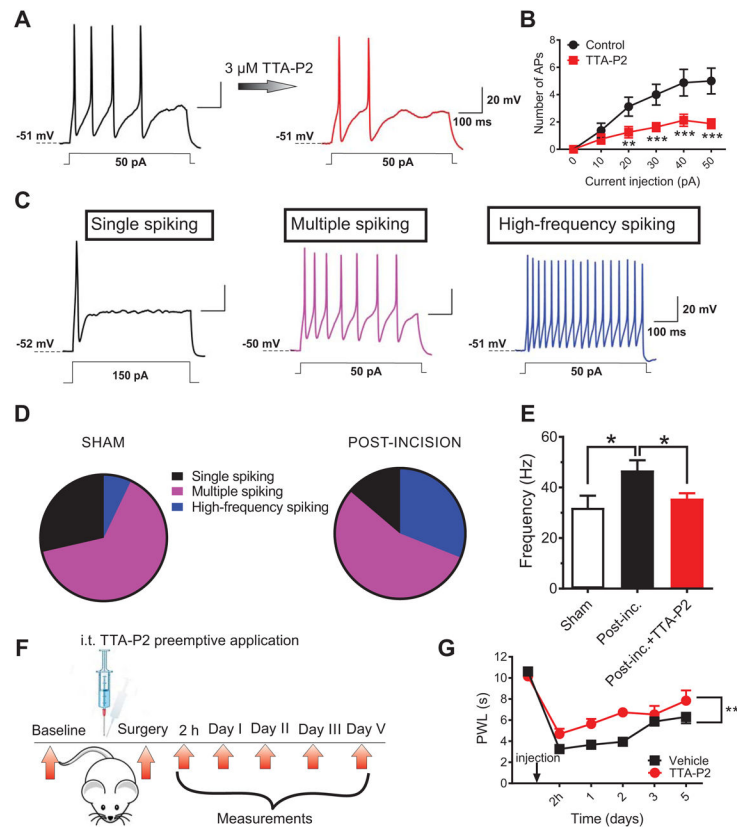 A
3 µM TTA-P2
-51 mV
50 pA
-51 mV
50 pA
20 mV
100 ms
B
Control
TTA-P2
Number of APs
8
6
4
2
0
** *** *** ***
0 10 20 30 40 50
Current injection (pA)
C
Single spiking
Multiple spiking
High-frequency spiking
-52 mV
150 pA
-50 mV
50 pA
-51 mV
50 pA
20 mV
100 ms
D
SHAM
POST-INCISION
Single spiking
Multiple spiking
High-frequency spiking
E
Frequency (Hz)
60
40
20
0
* *
Sham
Post-inc.
Post-inc.+TTA-P2
F
i.t. TTA-P2 preemptive application
Baseline Surgery 2 h Day I Day II Day III Day V
Measurements
G
PWL (s)
12
10
8
6
4
2
0
injection
**
Vehicle
TTA-P2
2h 1 2 3 5
Time (days)